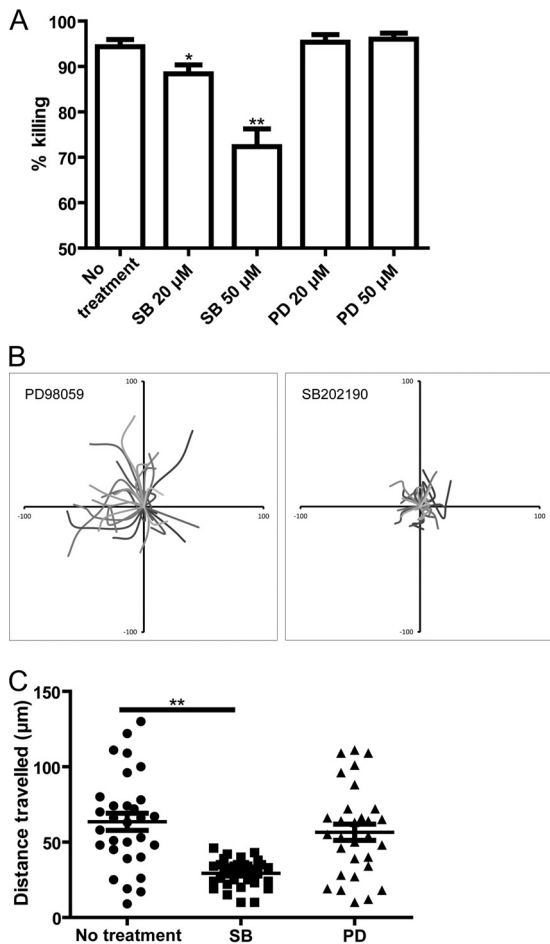 A
% killing
100
90
80
70
60
50
*
**
No treatment
SB 20 µM
SB 50 µM
PD 20 µM
PD 50 µM
B
PD98059
100
-100
100
-100
SB202190
100
-100
100
-100
C
Distance travelled (µm)
150
100
50
0
**
No treatment
SB
PD